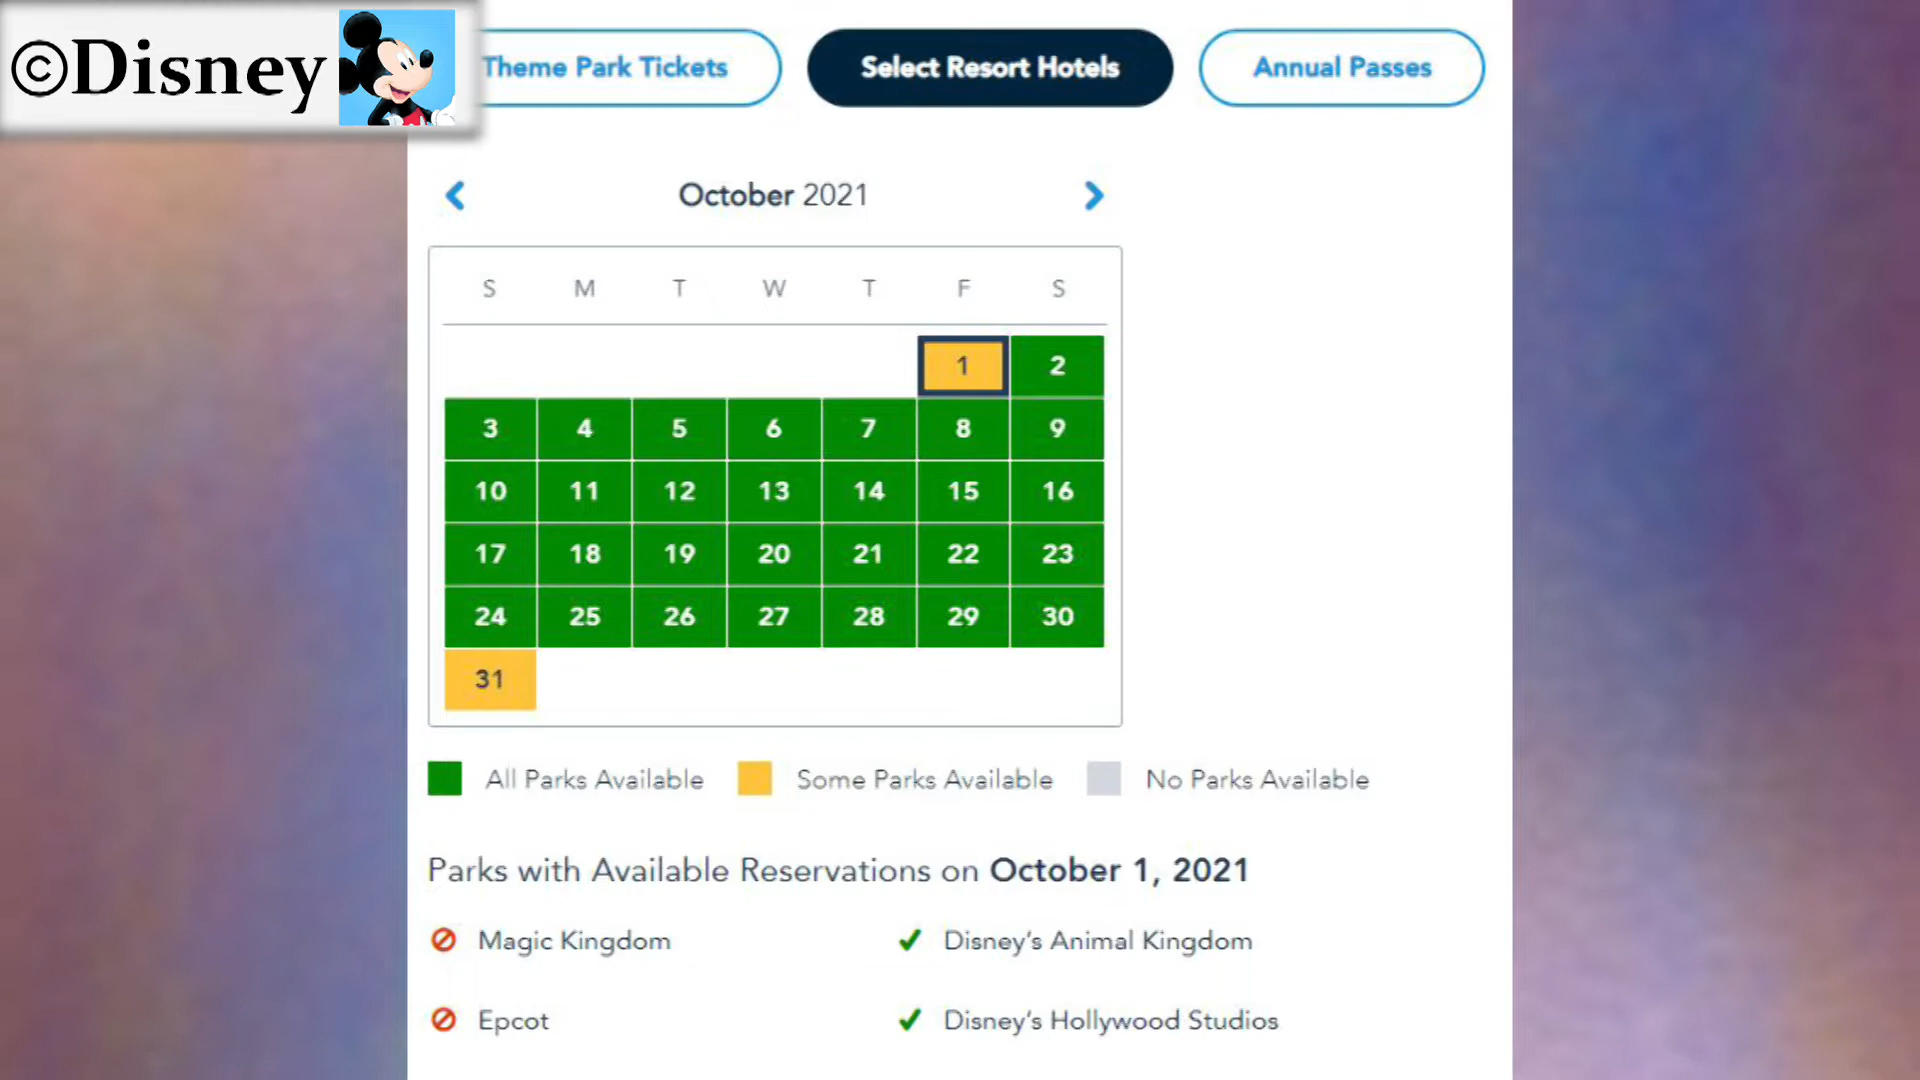 ©Disney
Theme Park Tickets Select Resort Hotels Annual Passes
October 2021
S M T W T F S
1 2
3 4 5 6 7 8 9
10 11 12 13 14 15 16
17 18 19 20 21 22 23
24 25 26 27 28 29 30
31
All Parks Available Some Parks Available No Parks Available
Parks with Available Reservations on October 1, 2021
Magic Kingdom Disney's Animal Kingdom
Epcot Disney's Hollywood Studios